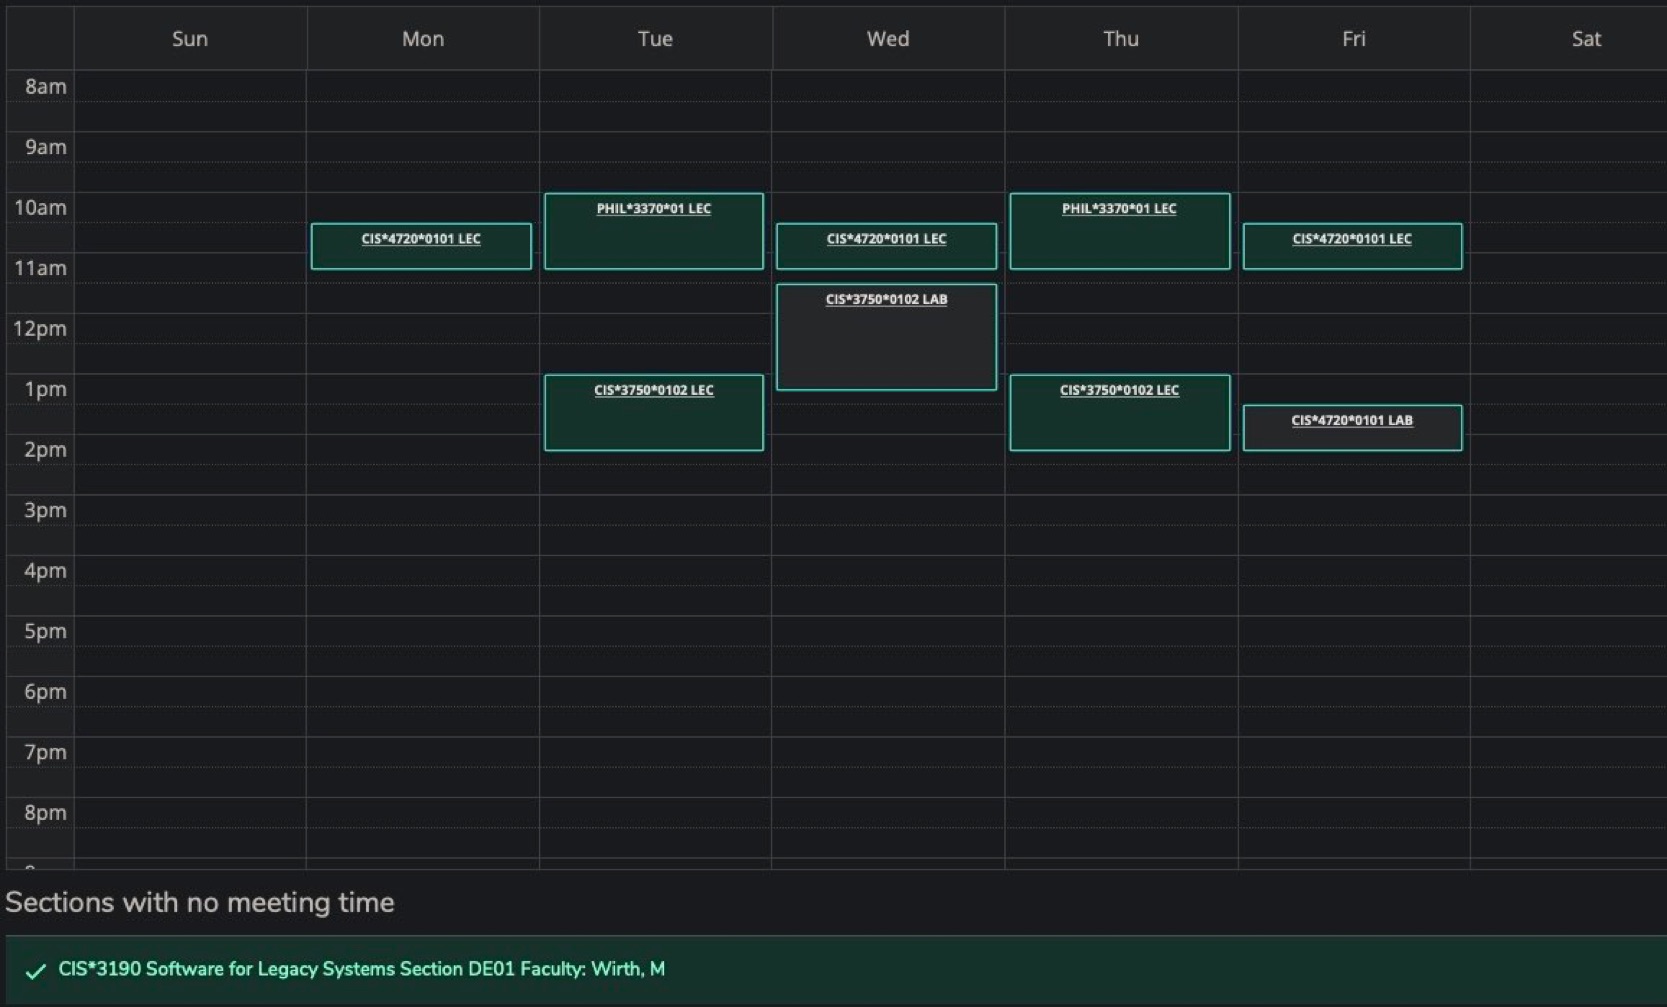 Sun Mon Tue Wed Thu Fri Sat
8am
9am
10am PHIL*3370*01 LEC PHIL*3370*01 LEC
CIS*4720*0101 LEC CIS*4720*0101 LEC CIS*4720*0101 LEC
11am
CIS*3750*0102 LAB
12pm
1pm CIS*3750*0102 LEC CIS*3750*0102 LEC
CIS*4720*0101 LAB
2pm
3pm
4pm
5pm
6pm
7pm
8pm
Sections with no meeting time
CIS*3190 Software for Legacy Systems Section DE01 Faculty: Wirth, M